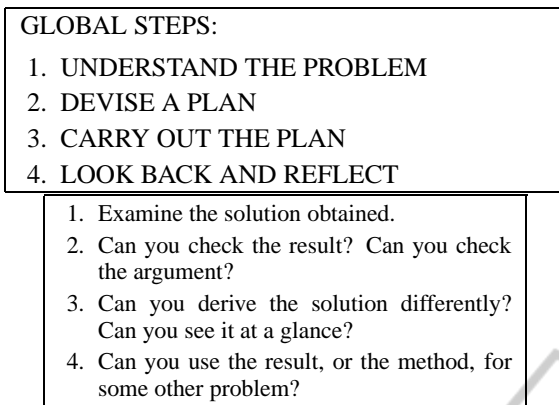 GLOBAL STEPS:
1. UNDERSTAND THE PROBLEM
2. DEVISE A PLAN
3. CARRY OUT THE PLAN
4. LOOK BACK AND REFLECT
1. Examine the solution obtained.
2. Can you check the result? Can you check
the argument?
3. Can you derive the solution differently?
Can you see it at a glance?
4. Can you use the result, or the method, for
some other problem?